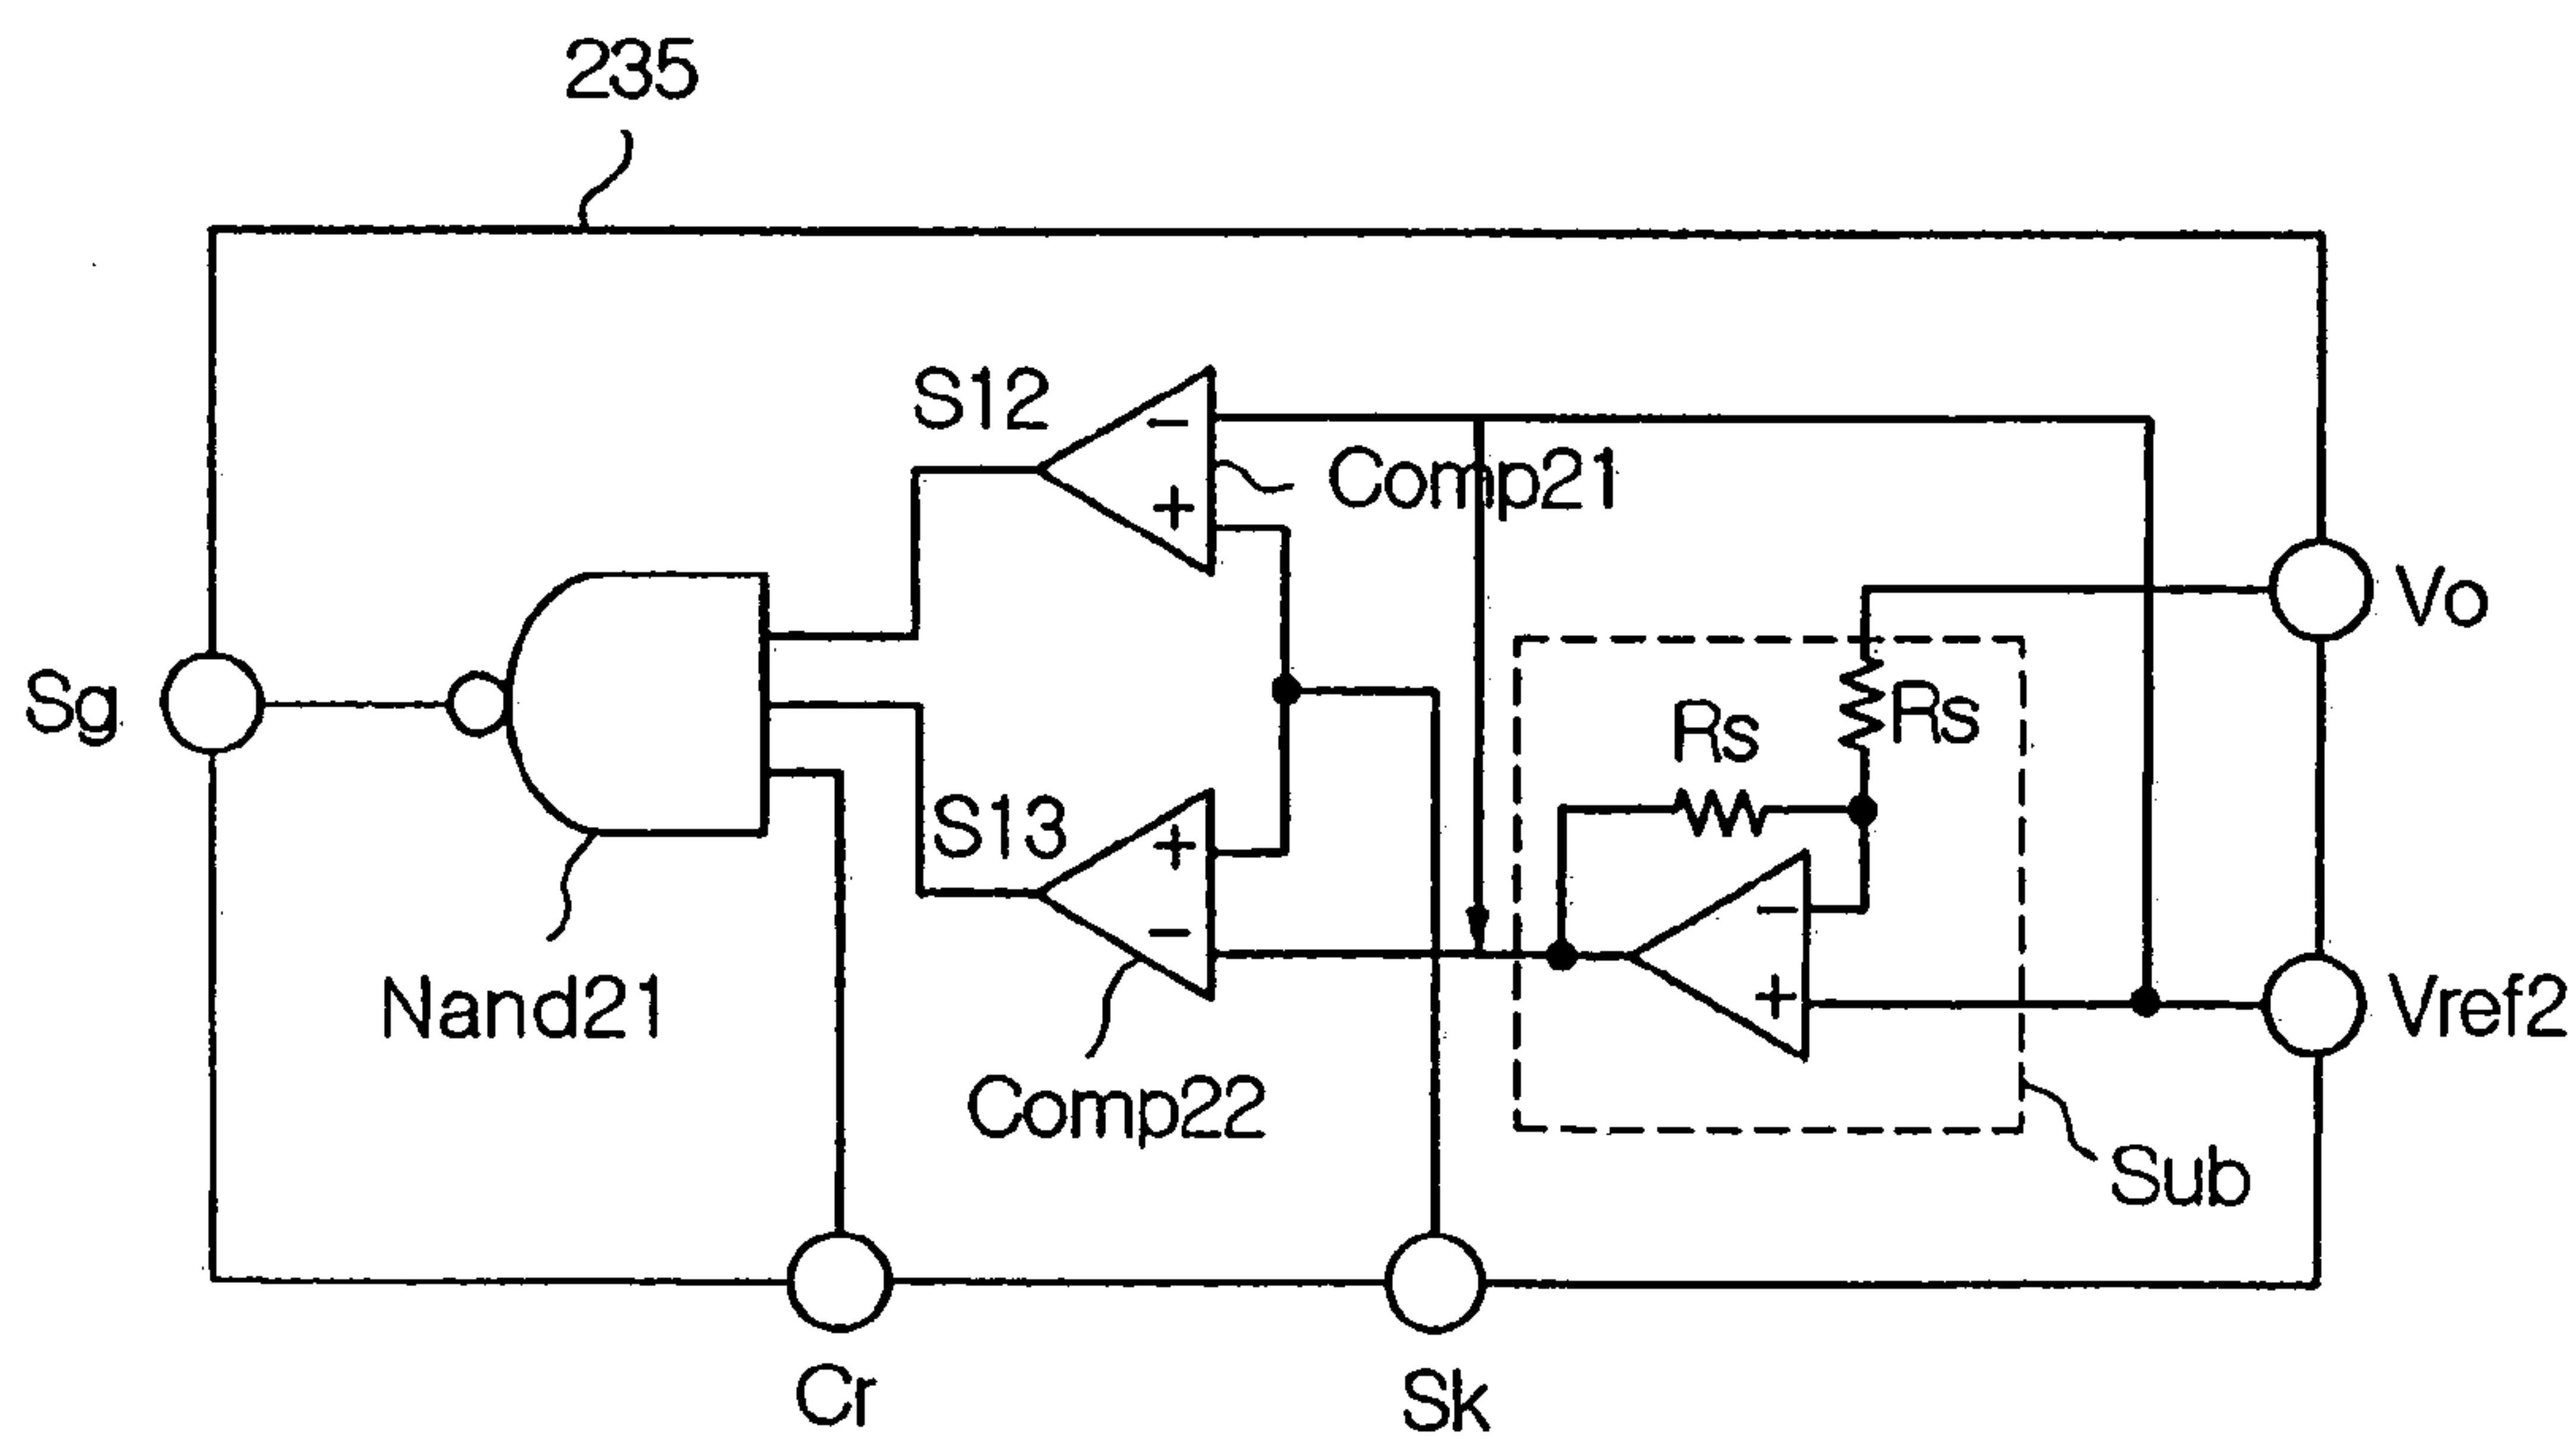 235
S12
−
Comp21
+
Vo
Sg
Rs
Rs
S13
+
−
−
+
Nand21
Vref2
Comp22
Sub
Cr
Sk